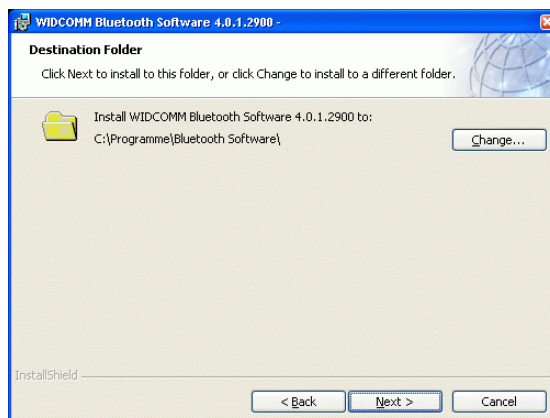 WIDCOMM Bluetooth Software 4.0.1.2900 -
Destination Folder
Click Next to install to this folder, or click Change to install to a different folder.
Install WIDCOMM Bluetooth Software 4.0.1.2900 to:
C:\Programme\Bluetooth Software\
Change...
InstallShield
< Back
Next >
Cancel